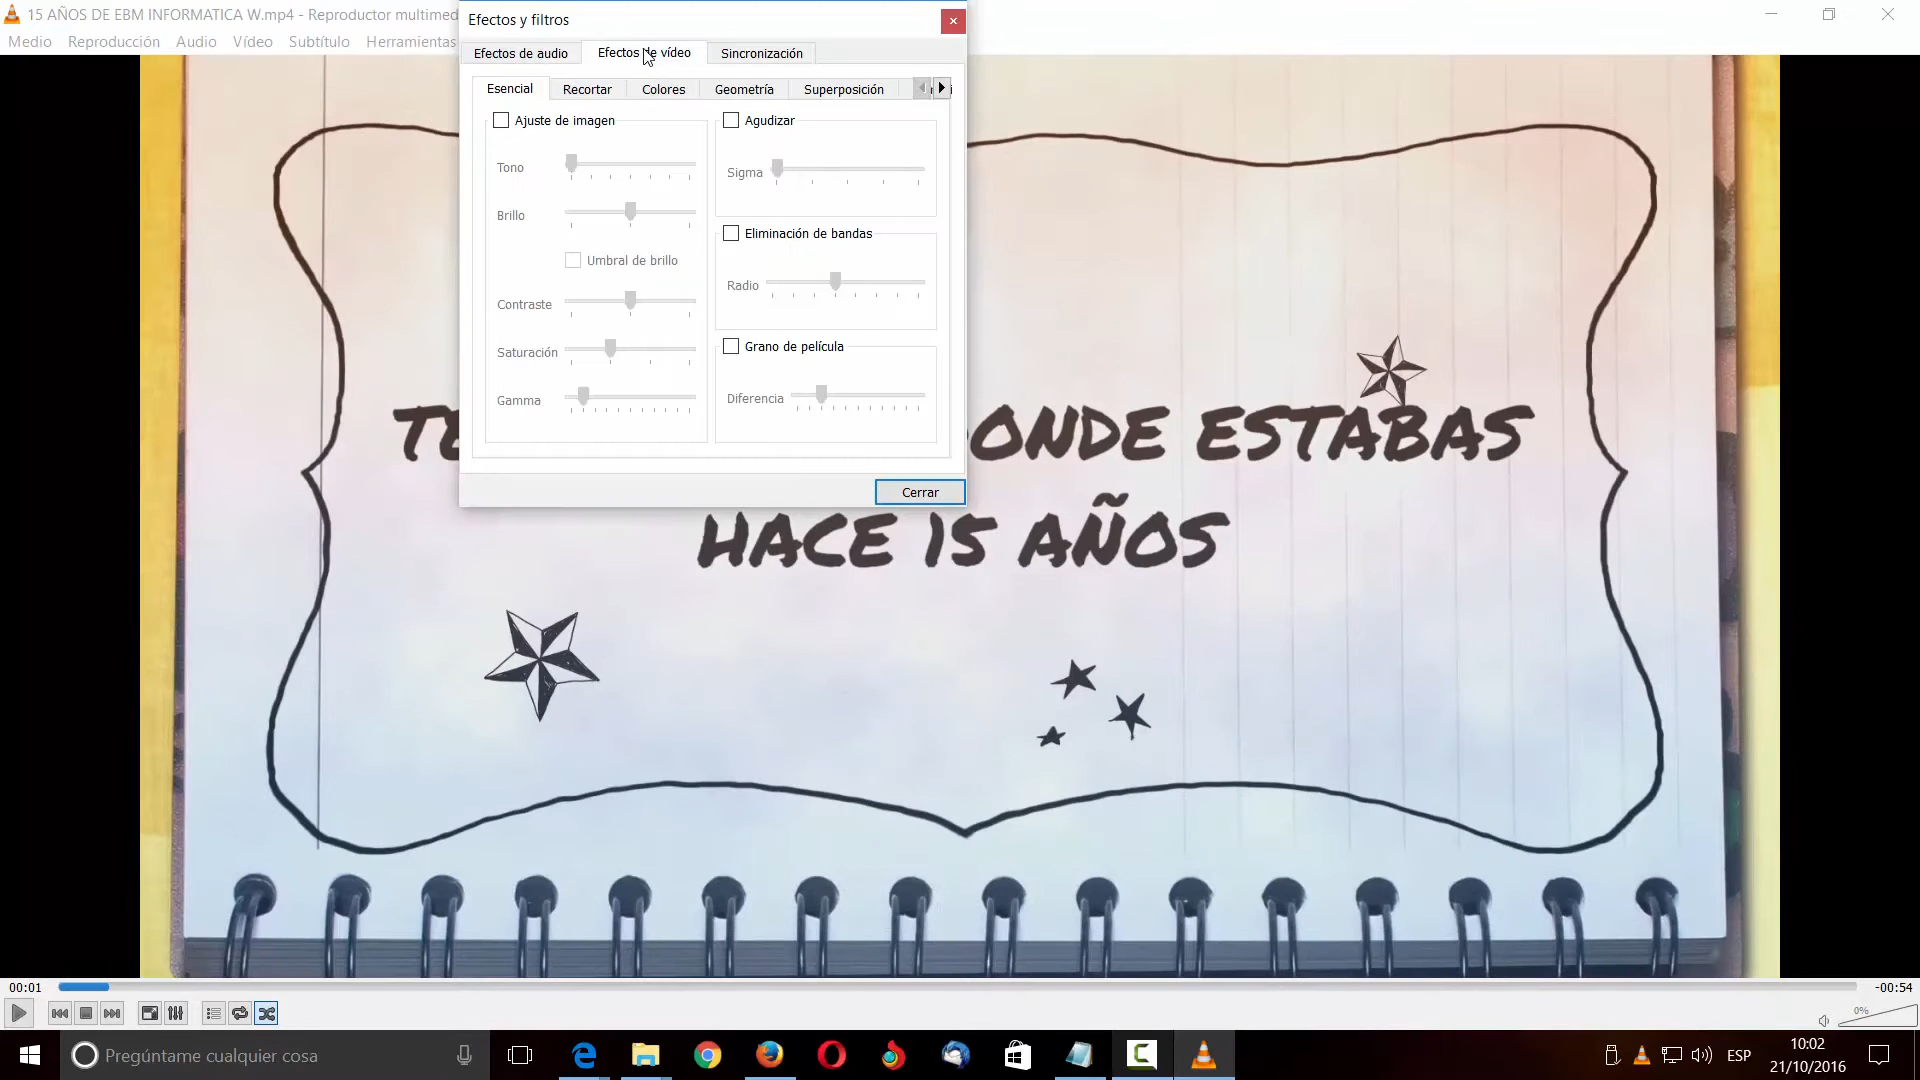 15 AÑOS DE EBM INFORMATICA W.mp4 - Reproductor multimed
Efectos y filtros
Medio Reproducción Audio Vídeo Subtítulo Herramientas
Efectos de audio Efectos de vídeo Sincronización
Esencial Recortar Colores Geometría Superposición
Ajuste de imagen
Tono
Brillo
Umbral de brillo
Contraste
Saturación
Gamma
Agudizar
Sigma
Eliminación de bandas
Radio
Grano de película
Diferencia
Cerrar
ONDE ESTABAS
HACE 15 AÑOS
00:01
-00:54
0%
Pregúntame cualquier cosa
ESP
10:02
21/10/2016